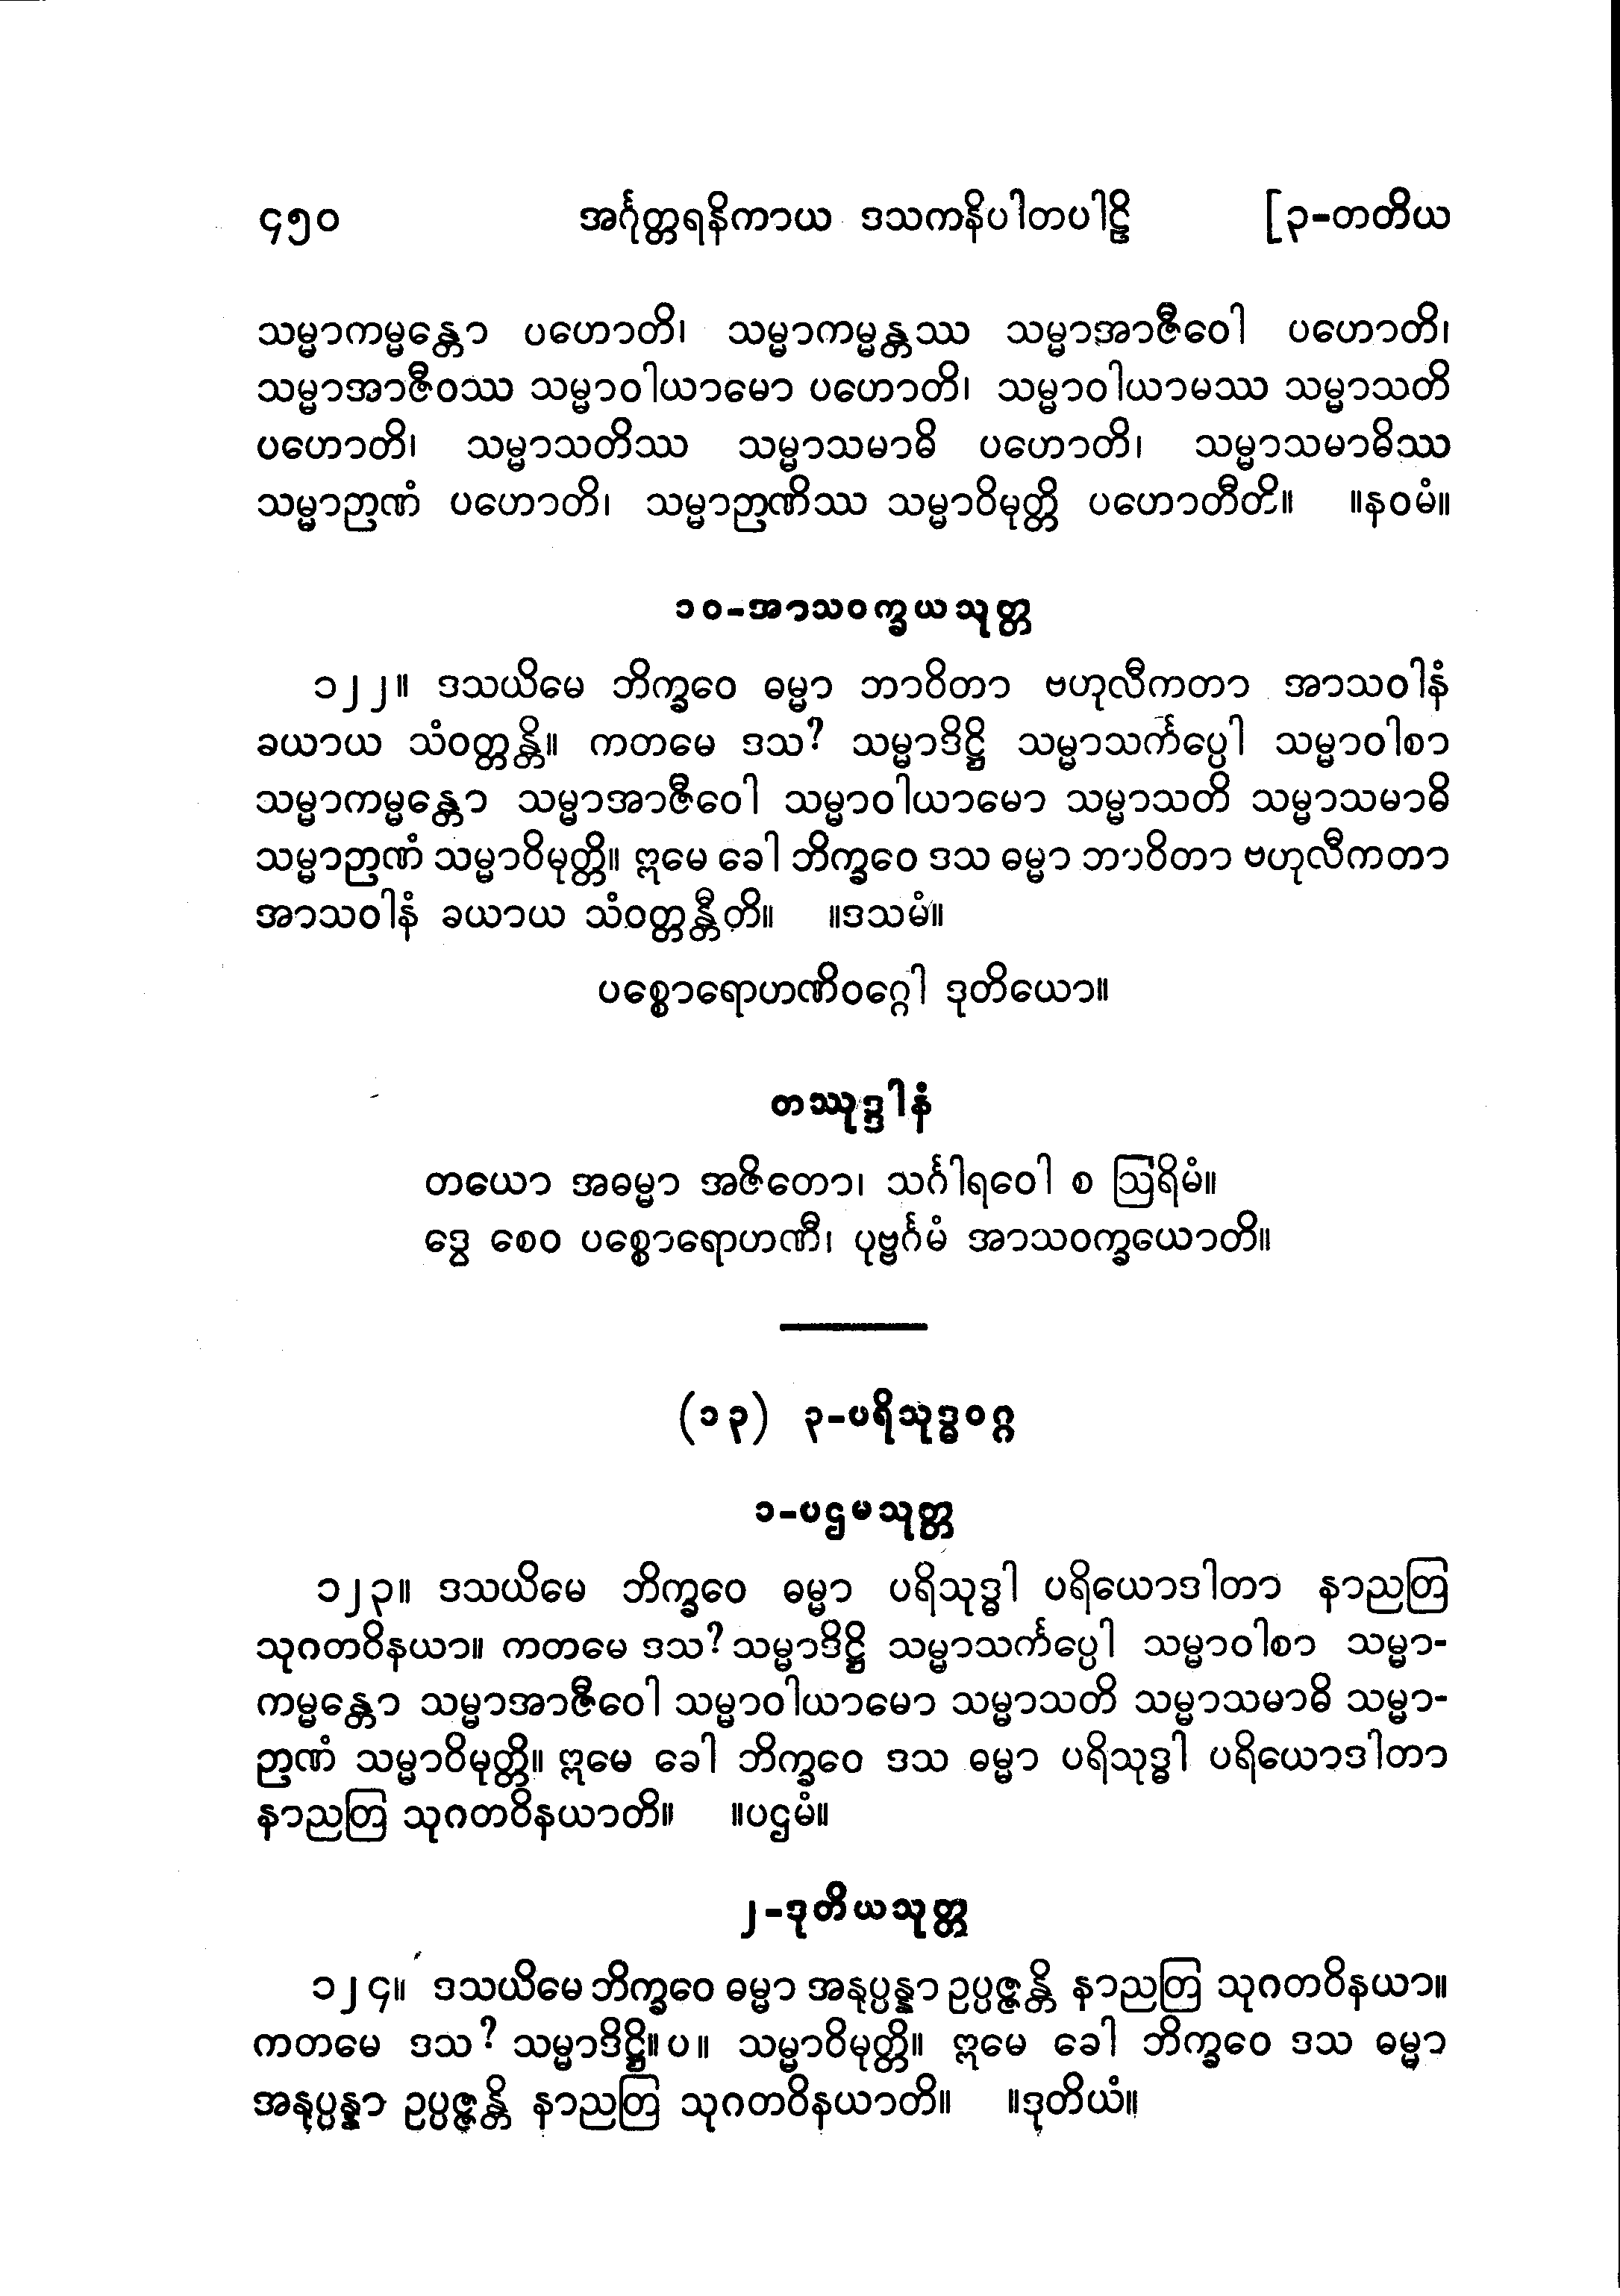 ၄၅၀ အင်္ဂုတ္တရနိကာယ ဒသကနိပါတပါဠိ [၃-တတိယ
သမ္မာကမ္မန္တော ပဟောတိ၊ သမ္မာကမ္မန္တဿ သမ္မာအာဇီဝေါ ပဟောတိ၊
သမ္မာအာဇီဝဿ သမ္မာဝါယာမော ပဟောတိ၊ သမ္မာဝါယာမဿ သမ္မာသတိ
ပဟောတိ၊ သမ္မာသတိဿ သမ္မာသမာဓိ ပဟောတိ၊ သမ္မာသမာဓိဿ
သမ္မာဉာဏံ ပဟောတိ၊ သမ္မာဉာဏိဿ သမ္မာဝိမုတ္တိ ပဟောတီတိ။ ။နဝမံ။
၁၀-အာသဝက္ခယသုတ္တ
၁၂၂။ ဒသယိမေ ဘိက္ခဝေ ဓမ္မာ ဘာဝိတာ ဗဟုလီကတာ အာသဝါနံ
ခယာယ သံဝတ္တန္တိ။ ကတမေ ဒသ? သမ္မာဒိဋ္ဌိ သမ္မာသင်္ကပ္ပေါ သမ္မာဝါစာ
သမ္မာကမ္မန္တော သမ္မာအာဇီဝေါ သမ္မာဝါယာမော သမ္မာသတိ သမ္မာသမာဓိ
သမ္မာဉာဏံ သမ္မာဝိမုတ္တိ။ ဣမေ ခေါ ဘိက္ခဝေ ဒသ ဓမ္မာ ဘာဝိတာ ဗဟုလီကတာ
အာသဝါနံ ခယာယ သံဝတ္တန္တီတိ။ ။ဒသမံ။
ပစ္စောရောဟဏိဝဂ္ဂေါ ဒုတိယော။
တဿုဒ္ဒါနံ
တယော အဓမ္မာ အဇိတော၊ သင်္ဂါရဝေါ စ ဩရိမံ။
ဒွေ စေဝ ပစ္စောရောဟဏီ၊ ပုဗ္ဗင်္ဂမံ အာသဝက္ခယောတိ။
(၁၃) ၃-ပရိသုဒ္ဓဝဂ္ဂ
၁-ပဌမသုတ္တ
၁၂၃။ ဒသယိမေ ဘိက္ခဝေ ဓမ္မာ ပရိသုဒ္ဓါ ပရိယောဒါတာ နာညတြ
သုဂတဝိနယာ။ ကတမေ ဒသ? သမ္မာဒိဋ္ဌိ သမ္မာသင်္ကပ္ပေါ သမ္မာဝါစာ သမ္မာ-
ကမ္မန္တော သမ္မာအာဇီဝေါ သမ္မာဝါယာမော သမ္မာသတိ သမ္မာသမာဓိ သမ္မာ-
ဉာဏံ သမ္မာဝိမုတ္တိ။ ဣမေ ခေါ ဘိက္ခဝေ ဒသ ဓမ္မာ ပရိသုဒ္ဓါ ပရိယောဒါတာ
နာညတြ သုဂတဝိနယာတိ။ ။ပဌမံ။
၂-ဒုတိယသုတ္တ
၁၂၄။ ဒသယိမေ ဘိက္ခဝေ ဓမ္မာ အနုပ္ပန္နာ ဥပ္ပဇ္ဇန္တိ နာညတြ သုဂတဝိနယာ။
ကတမေ ဒသ? သမ္မာဒိဋ္ဌိ။ ပ။ သမ္မာဝိမုတ္တိ။ ဣမေ ခေါ ဘိက္ခဝေ ဒသ ဓမ္မာ
အနုပ္ပန္နာ ဥပ္ပဇ္ဇန္တိ နာညတြ သုဂတဝိနယာတိ။ ။ဒုတိယံ။